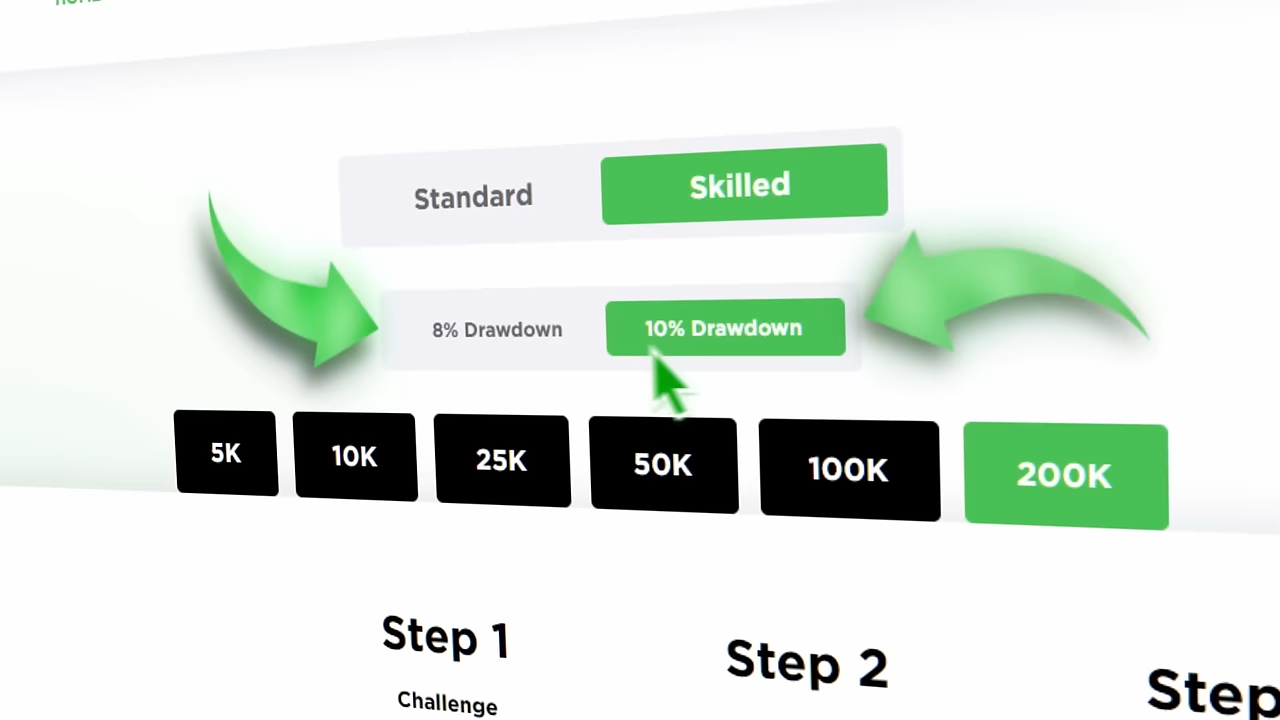 Standard Skilled
8% Drawdown 10% Drawdown
5K 10K 25K 50K 100K 200K
Step 1 Step 2 Step
Challenge